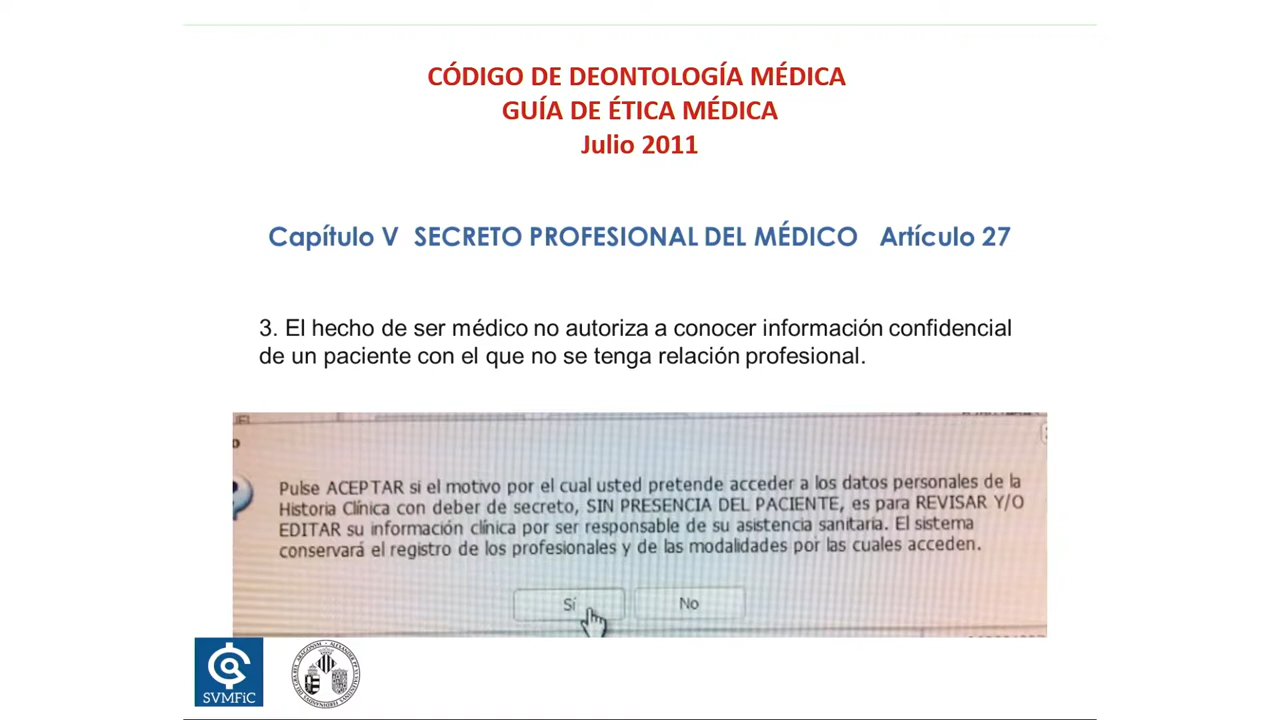 CÓDIGO DE DEONTOLOGÍA MÉDICA
GUÍA DE ÉTICA MÉDICA
Julio 2011
Capítulo V SECRETO PROFESIONAL DEL MÉDICO Artículo 27
3. El hecho de ser médico no autoriza a conocer información confidencial
de un paciente con el que no se tenga relación profesional.
Pulse ACEPTAR si el motivo por el cual usted pretende acceder a los datos personales de la
Historia Clínica con deber de secreto, SIN PRESENCIA DEL PACIENTE, es para REVISAR Y/O
EDITAR su información clínica por ser responsable de su asistencia sanitaria. El sistema
conservará el registro de los profesionales y de las modalidades por las cuales acceden.
Sí No
SVMFiC